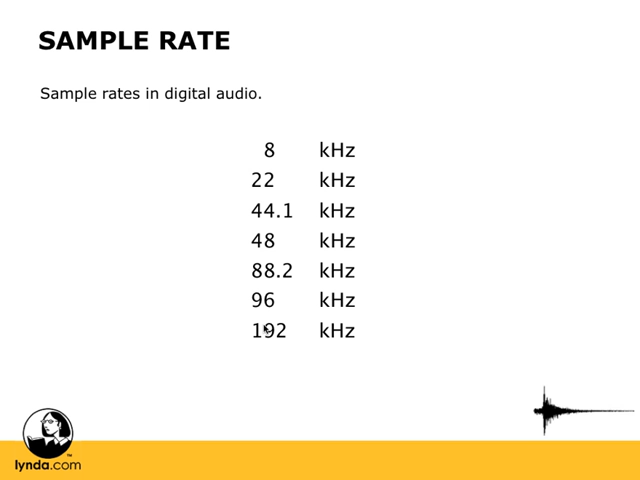 SAMPLE RATE
Sample rates in digital audio.
8 kHz
22 kHz
44.1 kHz
48 kHz
88.2 kHz
96 kHz
192 kHz
lynda.com
™